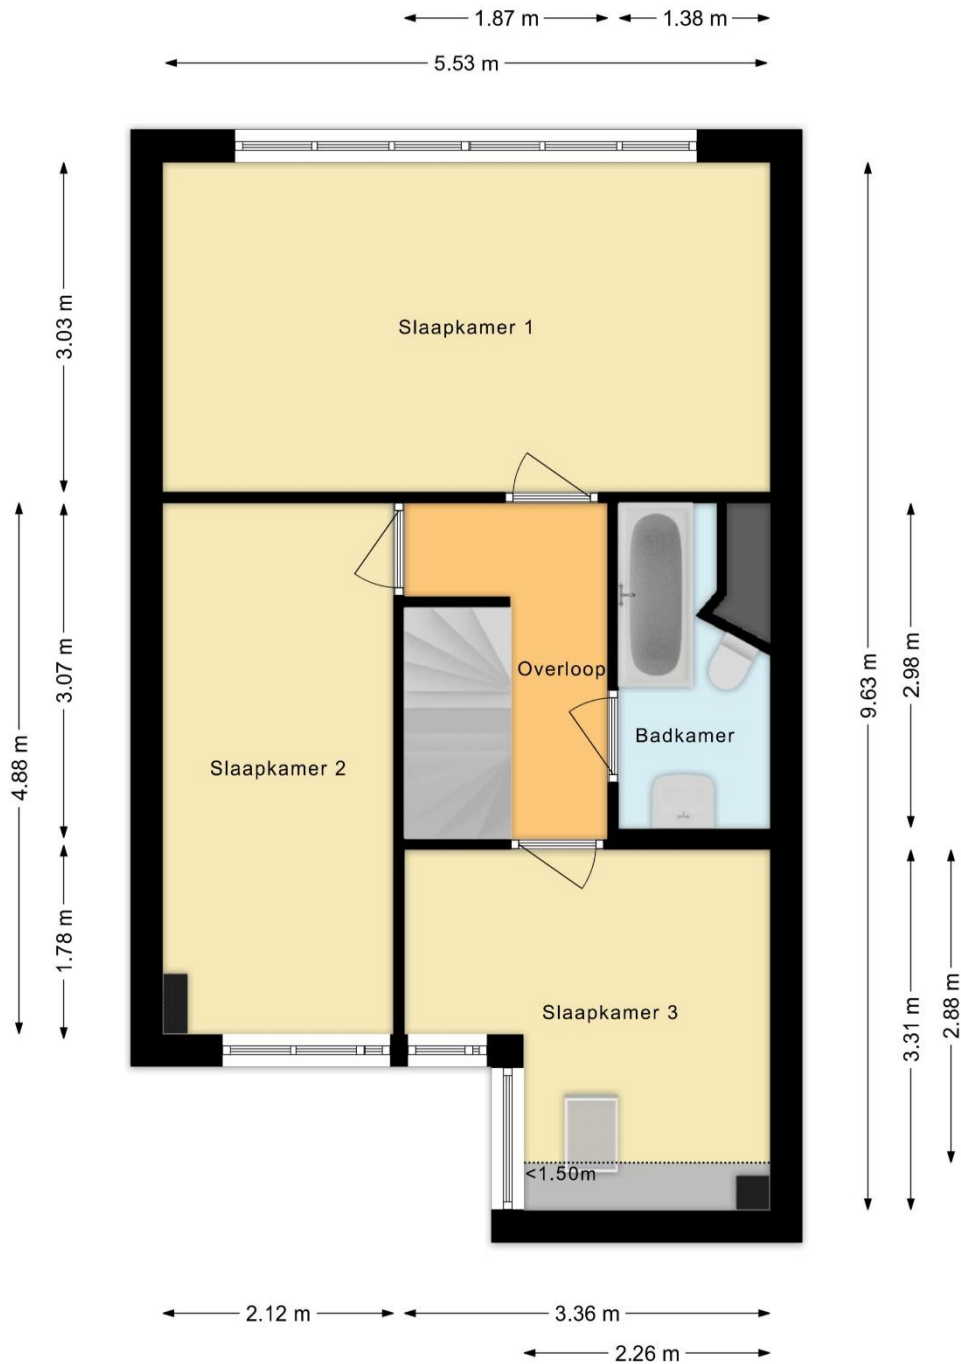 1.87 m
1.38 m
5.53 m
3.03 m
Slaapkamer 1
3.07 m
4.88 m
Overloop
2.98 m
9.63 m
Badkamer
Slaapkamer 2
1.78 m
Slaapkamer 3
3.31 m
2.88 m
<1.50m
2.12 m
3.36 m
2.26 m